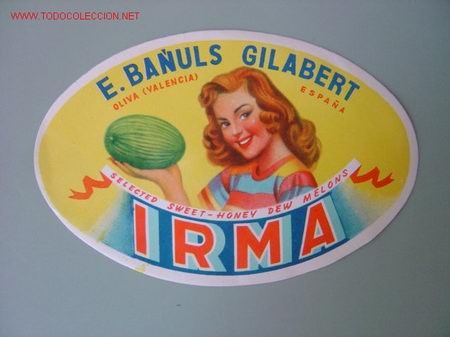 WWW.TODOCOLECCION.NET
E. BAÑULS GILABERT
OLIVA (VALENCIA) ESPAÑA
SELECTED SWEET-HONEY DEW MELONS
IRMA